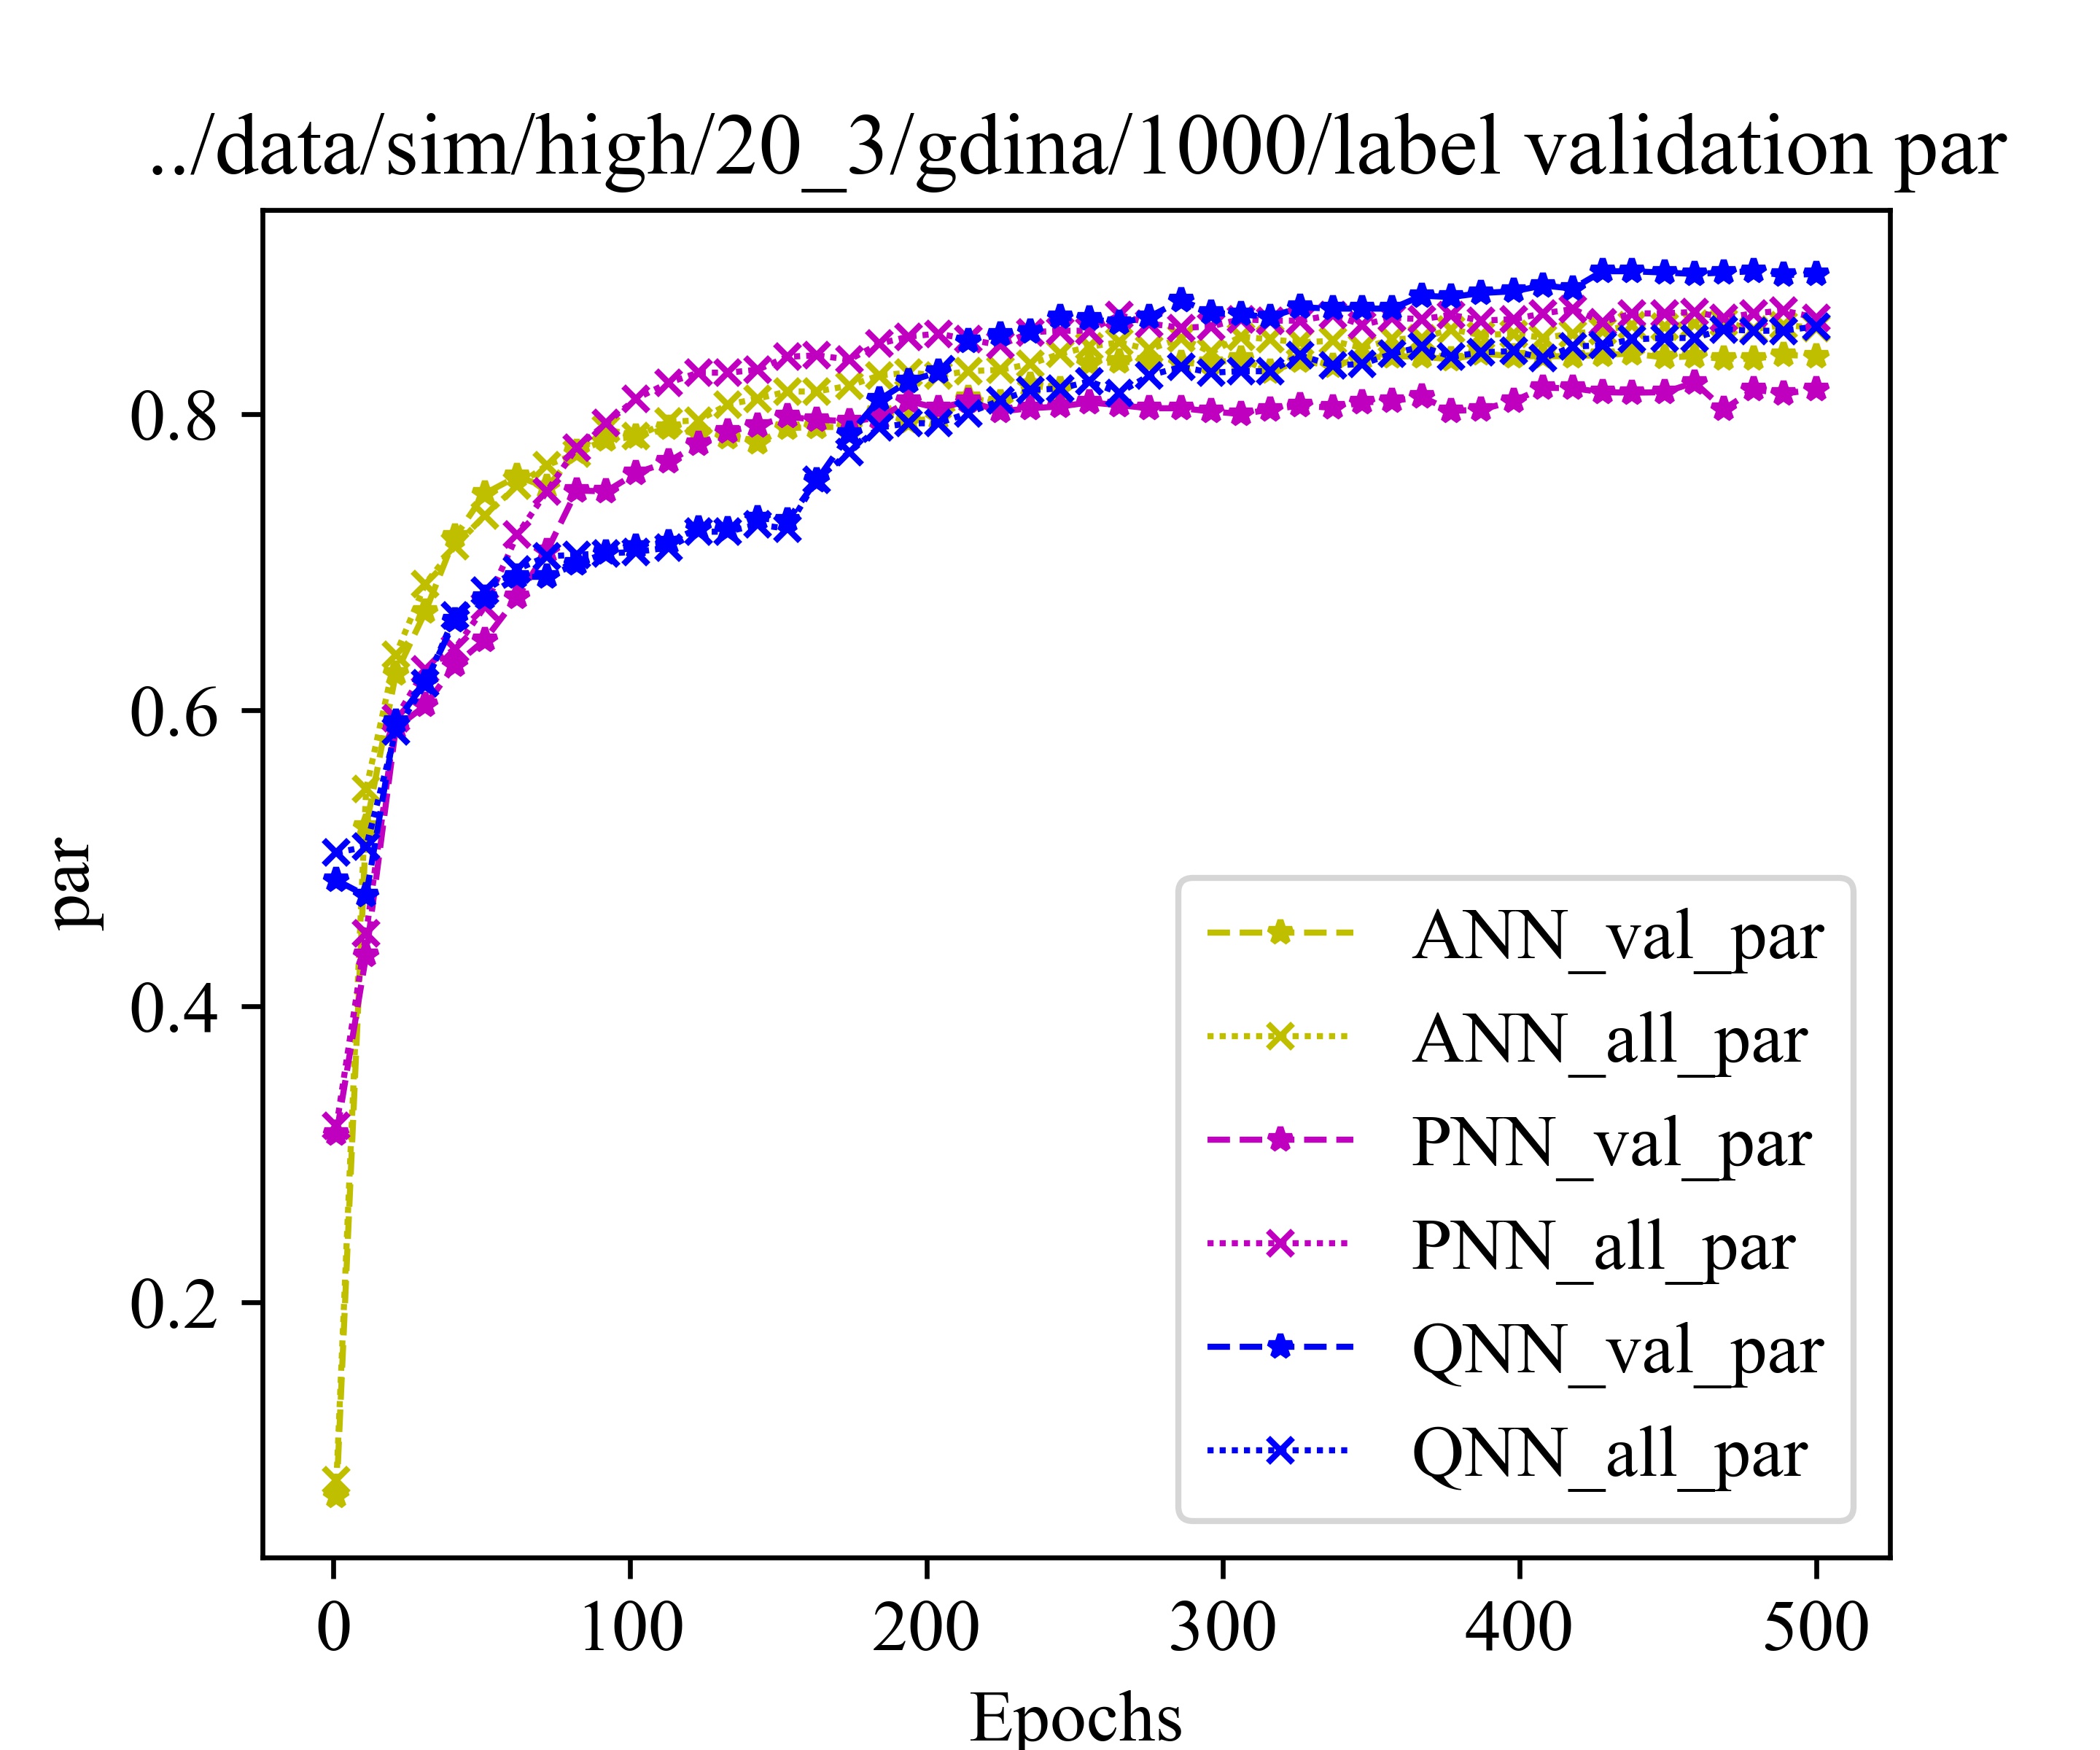 ../data/sim/high/20_3/gdina/1000/label validation par
par
0.8
0.6
0.4
0.2
ANN_val_par
ANN_all_par
PNN_val_par
PNN_all_par
QNN_val_par
QNN_all_par
0 100 200 300 400 500
Epochs